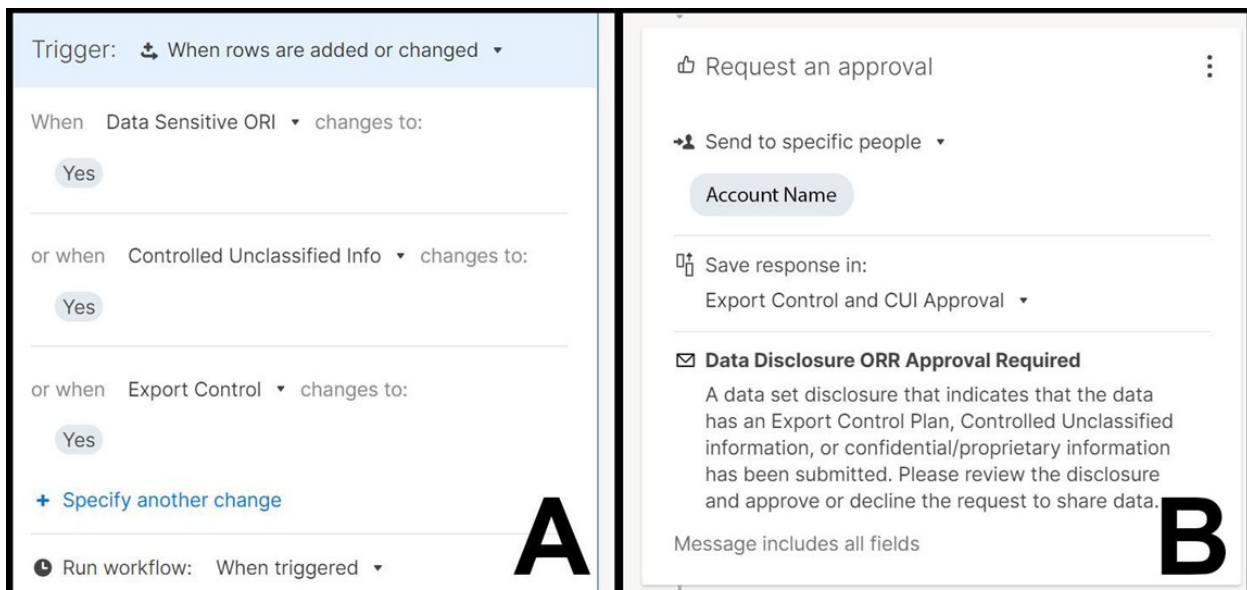 Trigger: When rows are added or changed
When Data Sensitive ORI changes to:
Yes
or when Controlled Unclassified Info changes to:
Yes
or when Export Control changes to:
Yes
+ Specify another change
Run workflow: When triggered
A
Request an approval
Send to specific people
Account Name
Save response in:
Export Control and CUI Approval
Data Disclosure ORR Approval Required
A data set disclosure that indicates that the data
has an Export Control Plan, Controlled Unclassified
information, or confidential/proprietary information
has been submitted. Please review the disclosure
and approve or decline the request to share data.
Message includes all fields
B